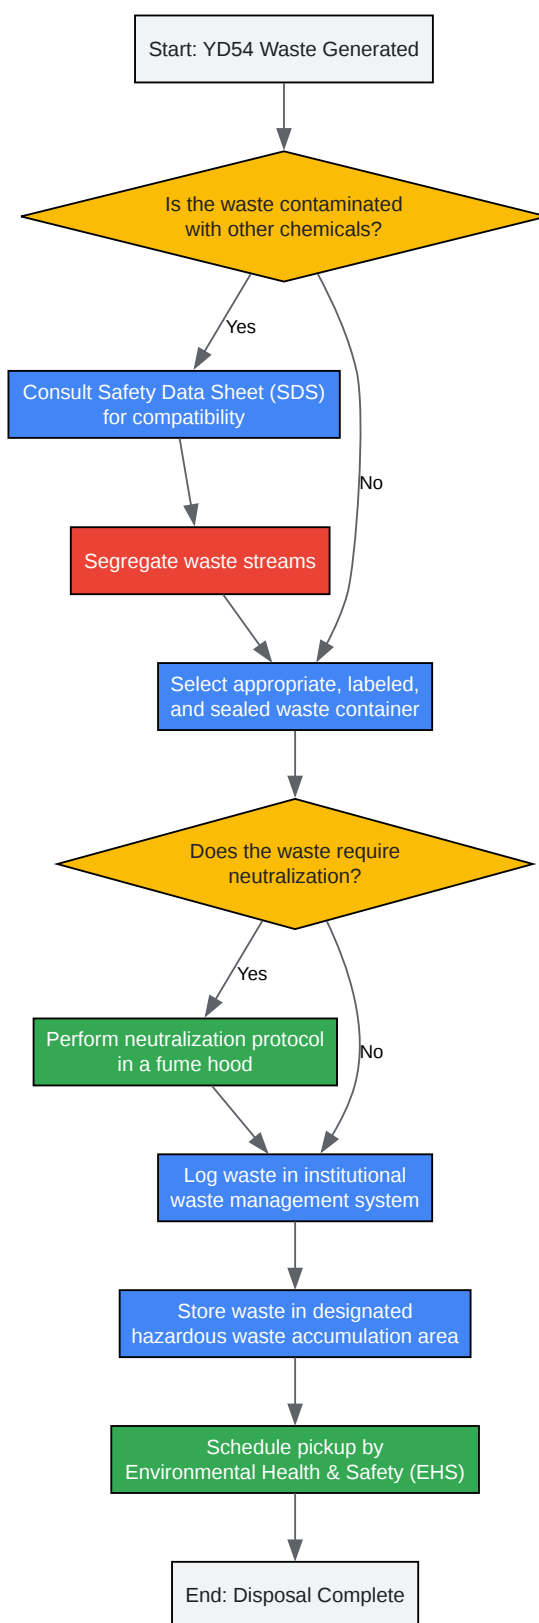 Start: YD54 Waste Generated
Is the waste contaminated
with other chemicals?
Yes
Consult Safety Data Sheet (SDS)
for compatibility
No
Segregate waste streams
Select appropriate, labeled,
and sealed waste container
Does the waste require
neutralization?
Yes
Perform neutralization protocol
in a fume hood
No
Log waste in institutional
waste management system
Store waste in designated
hazardous waste accumulation area
Schedule pickup by
Environmental Health & Safety (EHS)
End: Disposal Complete